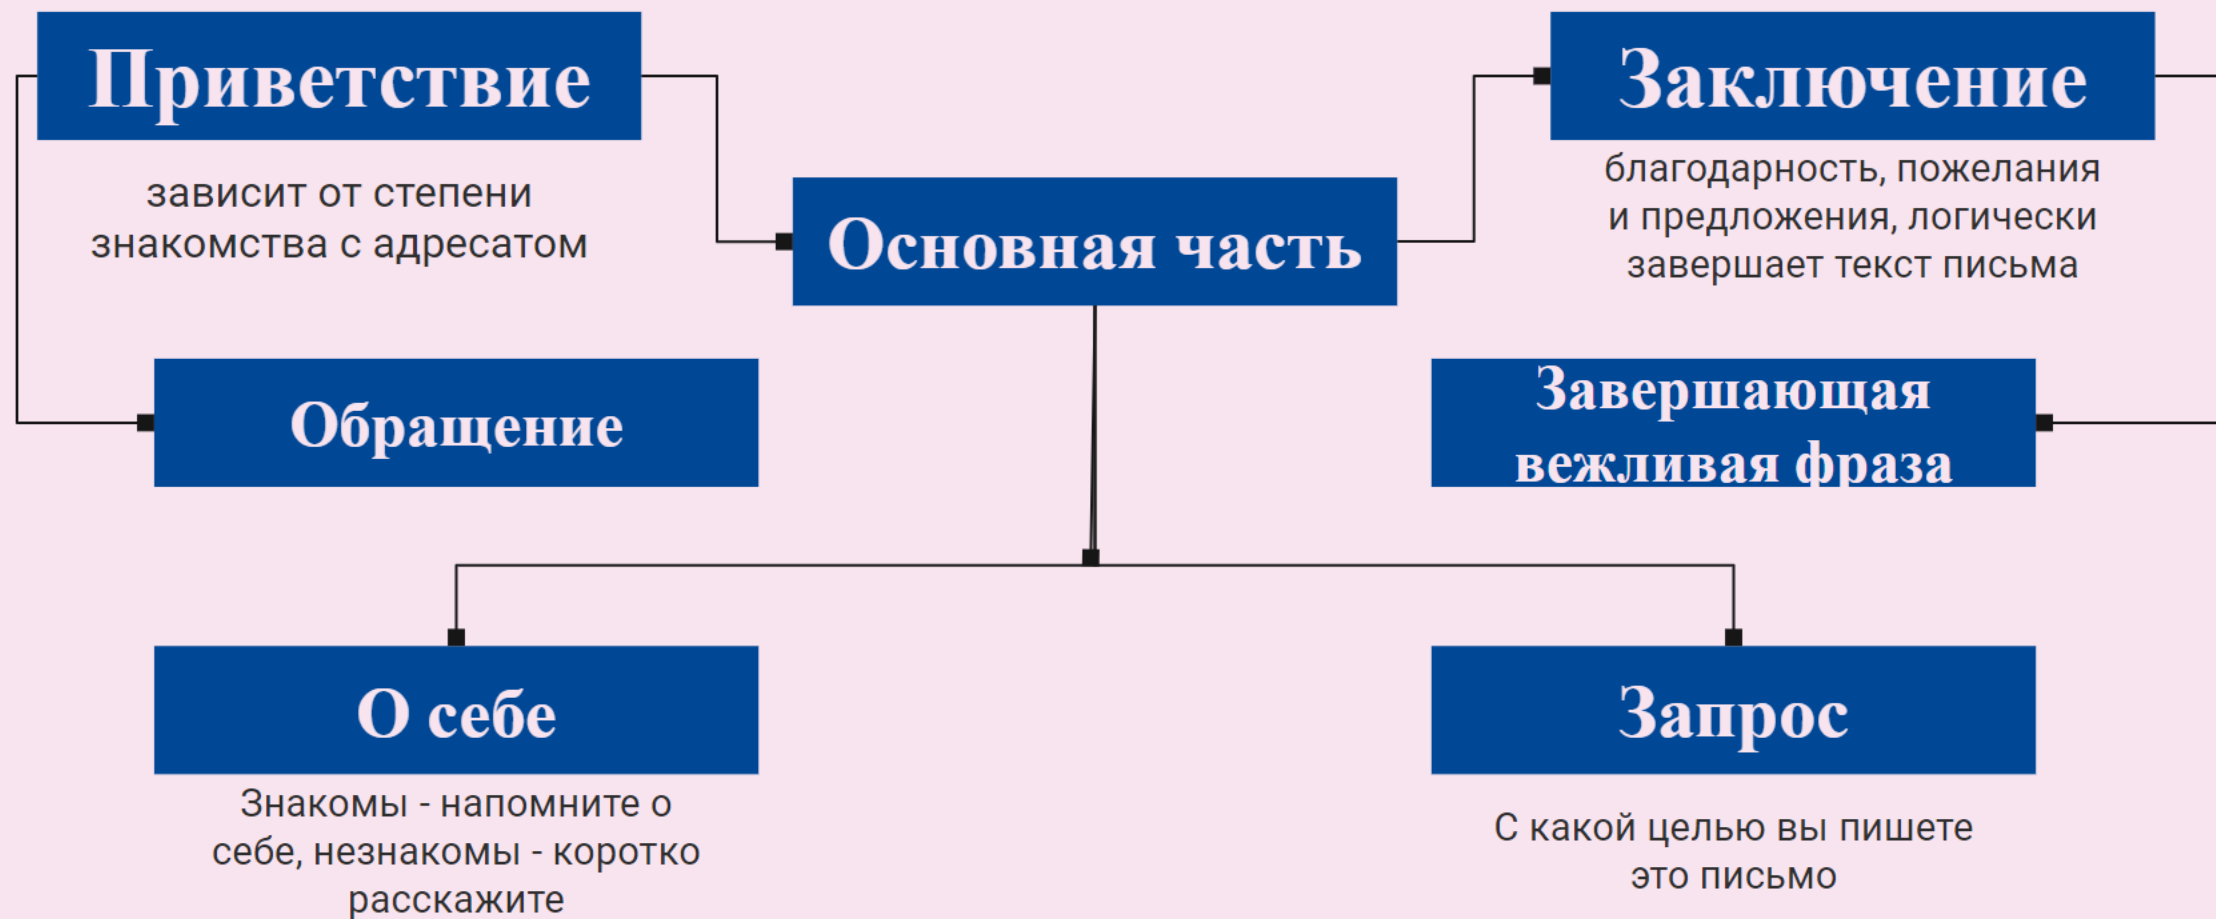 Приветствие
зависит от степени
знакомства с адресатом
Обращение
Основная часть
Заключение
благодарность, пожелания
и предложения, логически
завершает текст письма
Завершающая
вежливая фраза
О себе
Знакомы - напомните о
себе, незнакомы - коротко
расскажите
Запрос
С какой целью вы пишете
это письмо